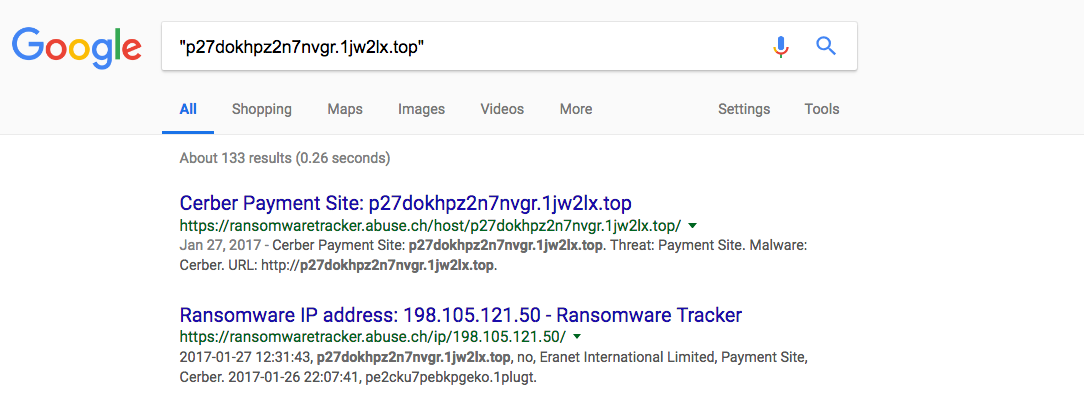 Google
"p27dokhpz2n7nvgr.1jw2lx.top"
All Shopping Maps Images Videos More Settings Tools
About 133 results (0.26 seconds)
Cerber Payment Site: p27dokhpz2n7nvgr.1jw2lx.top
https://ransomwaretracker.abuse.ch/host/p27dokhpz2n7nvgr.1jw2lx.top/
Jan 27, 2017 - Cerber Payment Site: p27dokhpz2n7nvgr.1jw2lx.top. Threat: Payment Site. Malware:
Cerber. URL: http://p27dokhpz2n7nvgr.1jw2lx.top.
Ransomware IP address: 198.105.121.50 - Ransomware Tracker
https://ransomwaretracker.abuse.ch/ip/198.105.121.50/
2017-01-27 12:31:43, p27dokhpz2n7nvgr.1jw2lx.top, no, Eranet International Limited, Payment Site,
Cerber. 2017-01-26 22:07:41, pe2cku7pebkpgeko.1plugt.